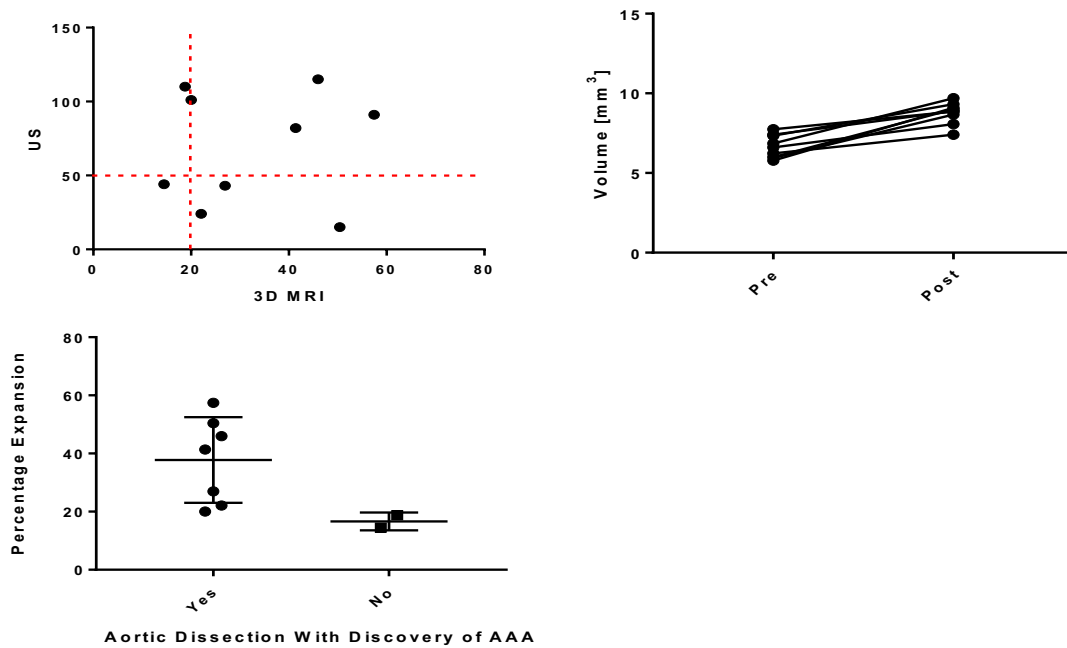 150
100
50
0
US
0 20 40 60 80
3D MRI
15
10
5
0
Volume [mm3]
Pre Post
80
60
40
20
0
Percentage Expansion
Yes No
Aortic Dissection With Discovery of AAA